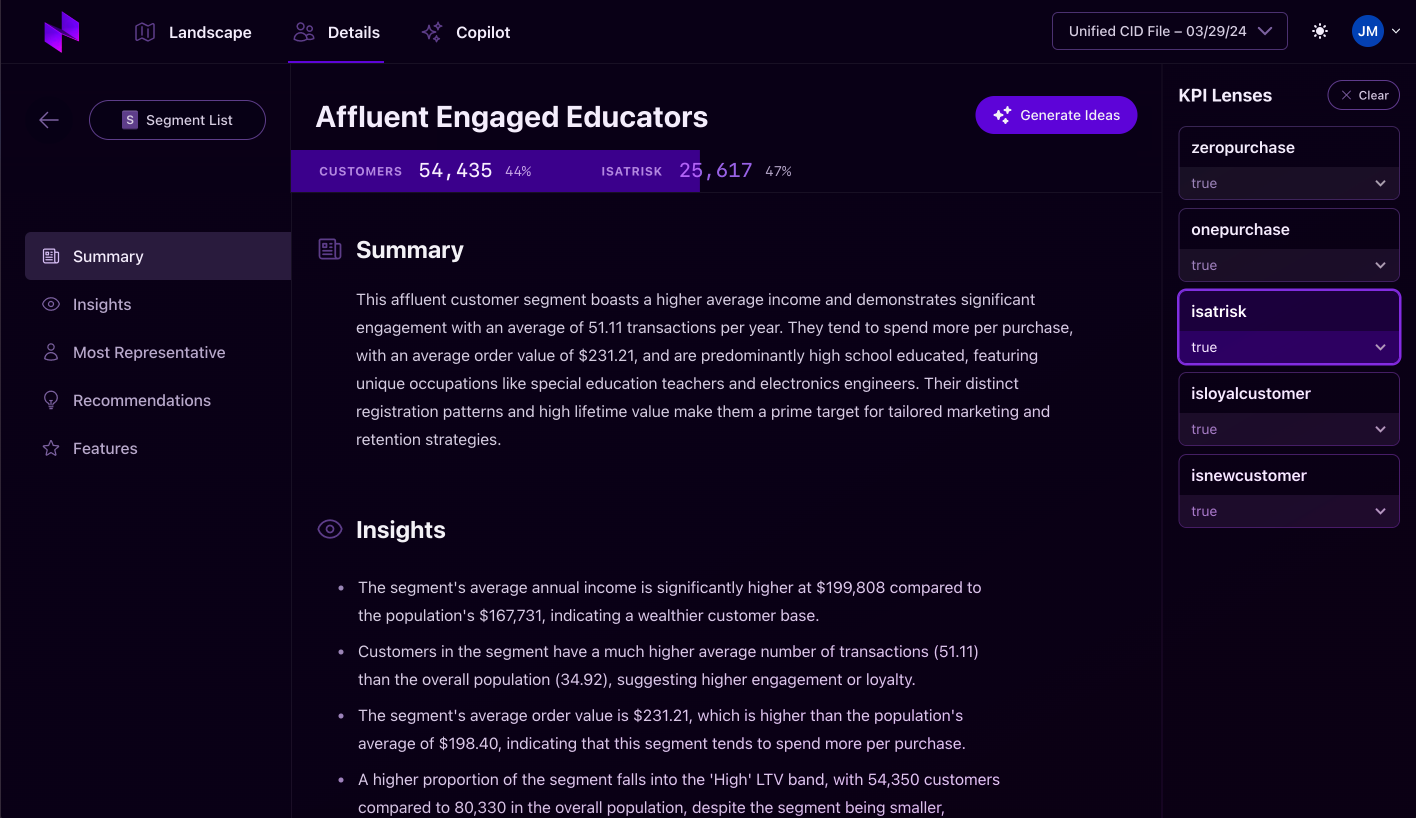 Landscape
Details
Copilot
Unified CID File – 03/29/24
JM
S Segment List
Summary
Insights
Most Representative
Recommendations
Features
Affluent Engaged Educators
Generate Ideas
CUSTOMERS 54,435 44% ISATRISK 25,617 47%
Summary
This affluent customer segment boasts a higher average income and demonstrates significant
engagement with an average of 51.11 transactions per year. They tend to spend more per purchase,
with an average order value of $231.21, and are predominantly high school educated, featuring
unique occupations like special education teachers and electronics engineers. Their distinct
registration patterns and high lifetime value make them a prime target for tailored marketing and
retention strategies.
Insights
• The segment's average annual income is significantly higher at $199,808 compared to
the population's $167,731, indicating a wealthier customer base.
• Customers in the segment have a much higher average number of transactions (51.11)
than the overall population (34.92), suggesting higher engagement or loyalty.
• The segment's average order value is $231.21, which is higher than the population's
average of $198.40, indicating that this segment tends to spend more per purchase.
• A higher proportion of the segment falls into the 'High' LTV band, with 54,350 customers
compared to 80,330 in the overall population, despite the segment being smaller,
KPI Lenses
Clear
zeropurchase
true
onepurchase
true
isatrisk
true
isloyalcustomer
true
isnewcustomer
true